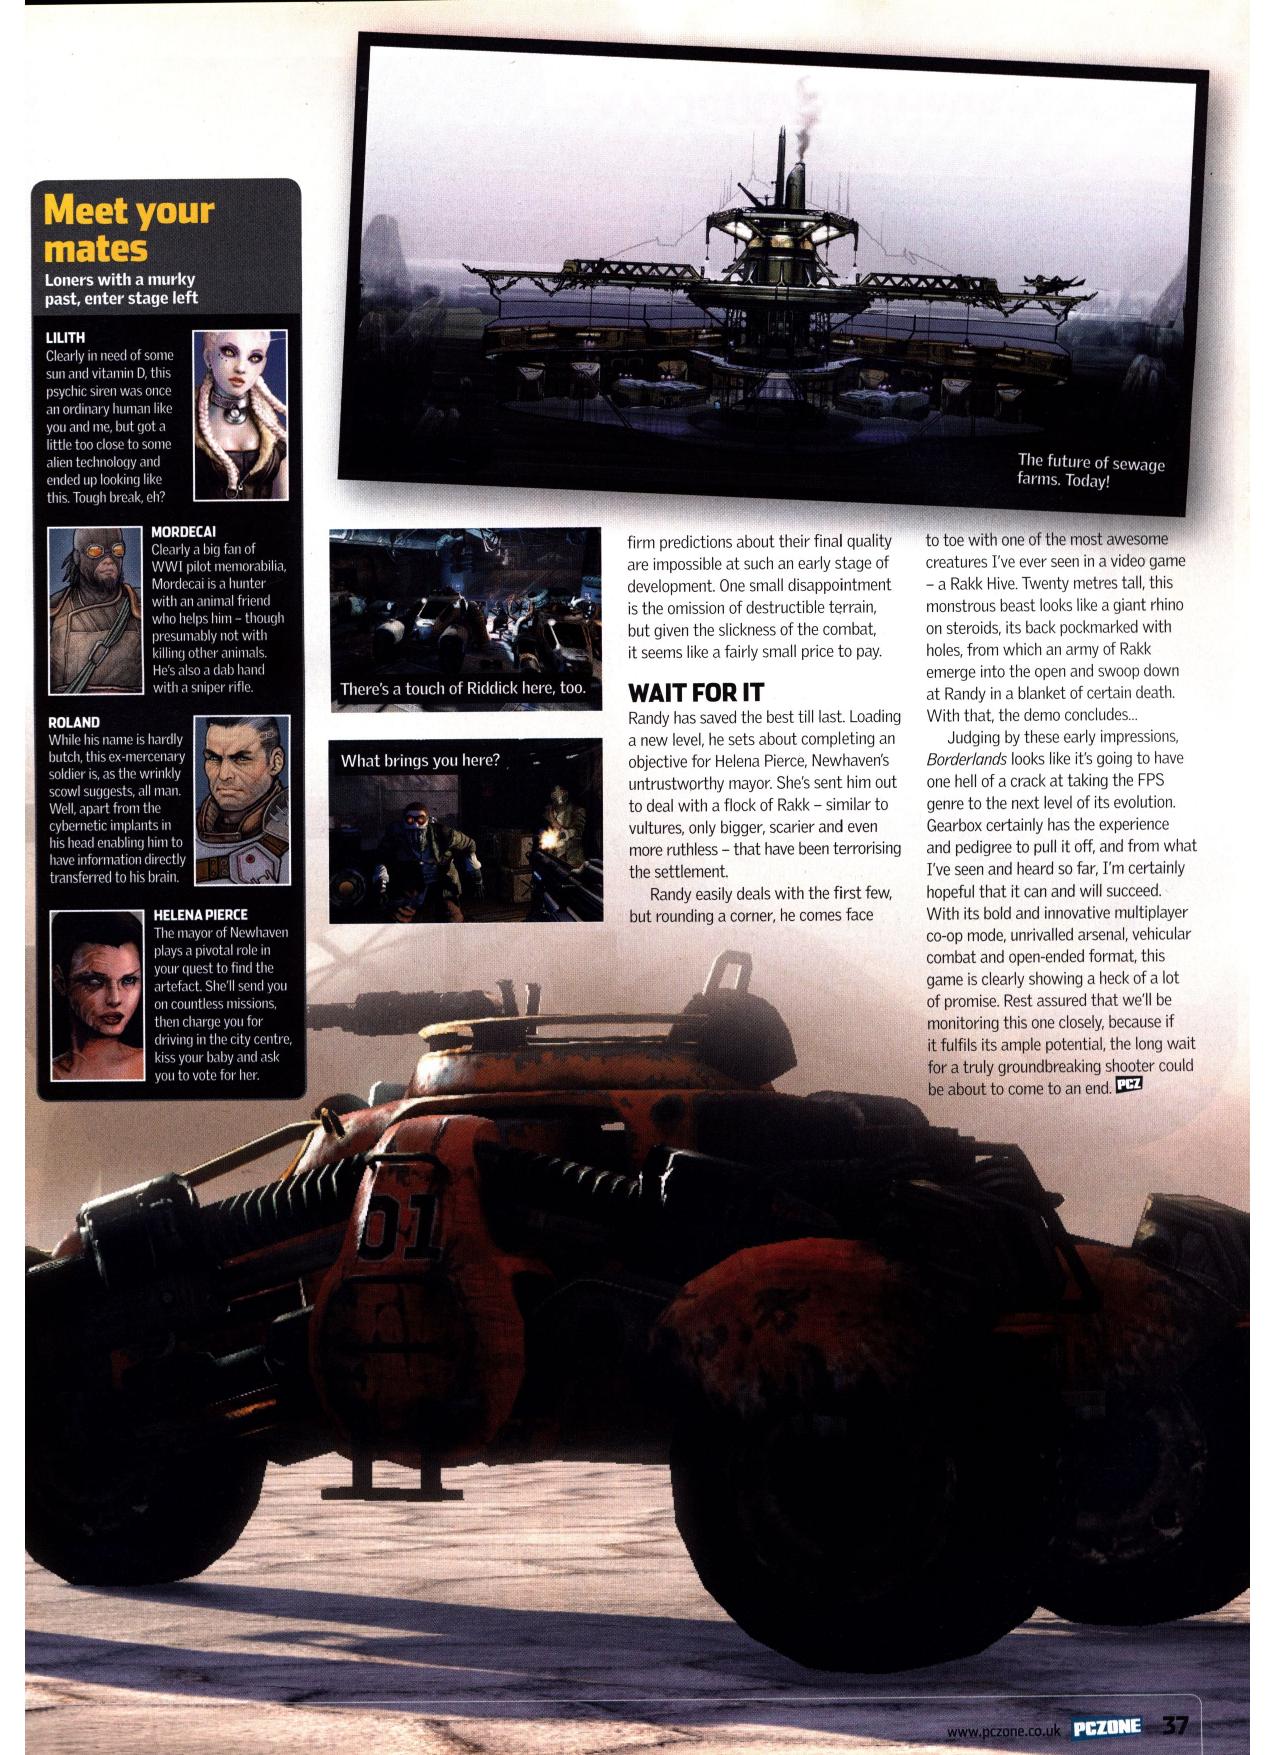 Meet your
mates
Loners with a murky
past, enter stage left
LILITH
Clearly in need of some
sun and vitamin D, this
psychic siren was once
an ordinary human like
you and me, but got a
little too close to some
alien technology and
ended up looking like
this. Tough break, eh?
MORDECAI
Clearly a big fan of
WWI pilot memorabilia,
Mordecai is a hunter
with an animal friend
who helps him – though
presumably not with
killing other animals.
He's also a dab hand
with a sniper rifle.
ROLAND
While his name is hardly
butch, this ex-mercenary
soldier is, as the wrinkly
scowl suggests, all man.
Well, apart from the
cybernetic implants in
his head enabling him to
have information directly
transferred to his brain.
HELENA PIERCE
The mayor of Newhaven
plays a pivotal role in
your quest to find the
artefact. She'll send you
on countless missions,
then charge you for
driving in the city centre,
kiss your baby and ask
you to vote for her.
The future of sewage
farms. Today!
There's a touch of Riddick here, too.
What brings you here?
firm predictions about their final quality
are impossible at such an early stage of
development. One small disappointment
is the omission of destructible terrain,
but given the slickness of the combat,
it seems like a fairly small price to pay.
WAIT FOR IT
Randy has saved the best till last. Loading
a new level, he sets about completing an
objective for Helena Pierce, Newhaven's
untrustworthy mayor. She's sent him out
to deal with a flock of Rakk – similar to
vultures, only bigger, scarier and even
more ruthless – that have been terrorising
the settlement.
Randy easily deals with the first few,
but rounding a corner, he comes face
to toe with one of the most awesome
creatures I've ever seen in a video game
– a Rakk Hive. Twenty metres tall, this
monstrous beast looks like a giant rhino
on steroids, its back pockmarked with
holes, from which an army of Rakk
emerge into the open and swoop down
at Randy in a blanket of certain death.
With that, the demo concludes...
Judging by these early impressions,
Borderlands looks like it's going to have
one hell of a crack at taking the FPS
genre to the next level of its evolution.
Gearbox certainly has the experience
and pedigree to pull it off, and from what
I've seen and heard so far, I'm certainly
hopeful that it can and will succeed.
With its bold and innovative multiplayer
co-op mode, unrivalled arsenal, vehicular
combat and open-ended format, this
game is clearly showing a heck of a lot
of promise. Rest assured that we'll be
monitoring this one closely, because if
it fulfils its ample potential, the long wait
for a truly groundbreaking shooter could
be about to come to an end. PCZ
01
www.pczone.co.uk PCZONE 37